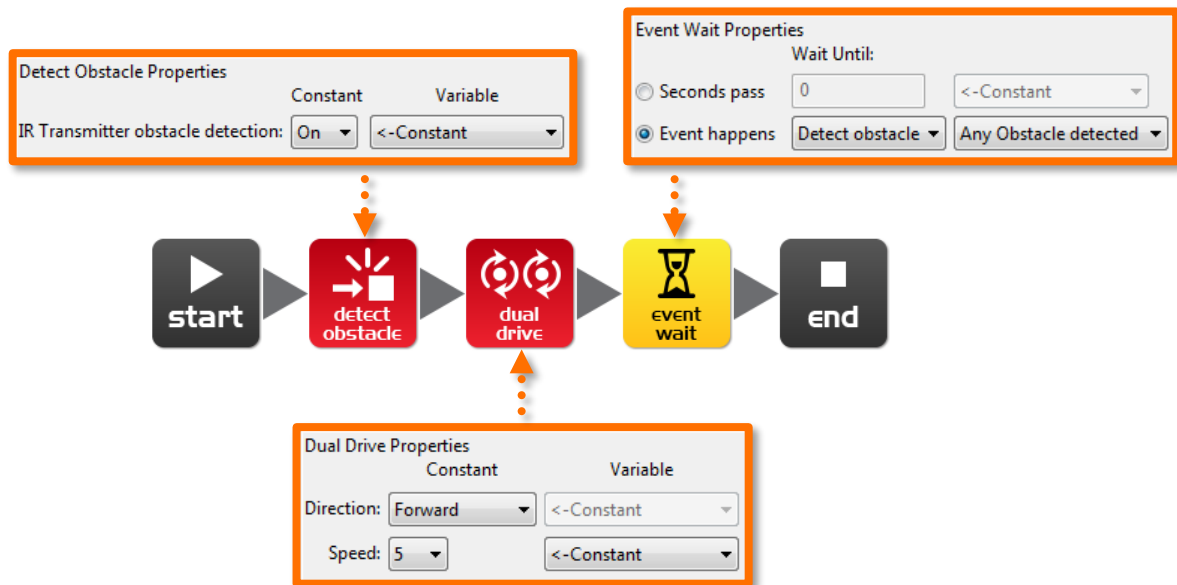 Detect Obstacle Properties
Constant Variable
IR Transmitter obstacle detection: On <-Constant
Event Wait Properties
Wait Until:
Seconds pass 0 <-Constant
Event happens Detect obstacle Any Obstacle detected
start
detect
obstacle
dual
drive
event
wait
end
Dual Drive Properties
Constant Variable
Direction: Forward <-Constant
Speed: 5 <-Constant